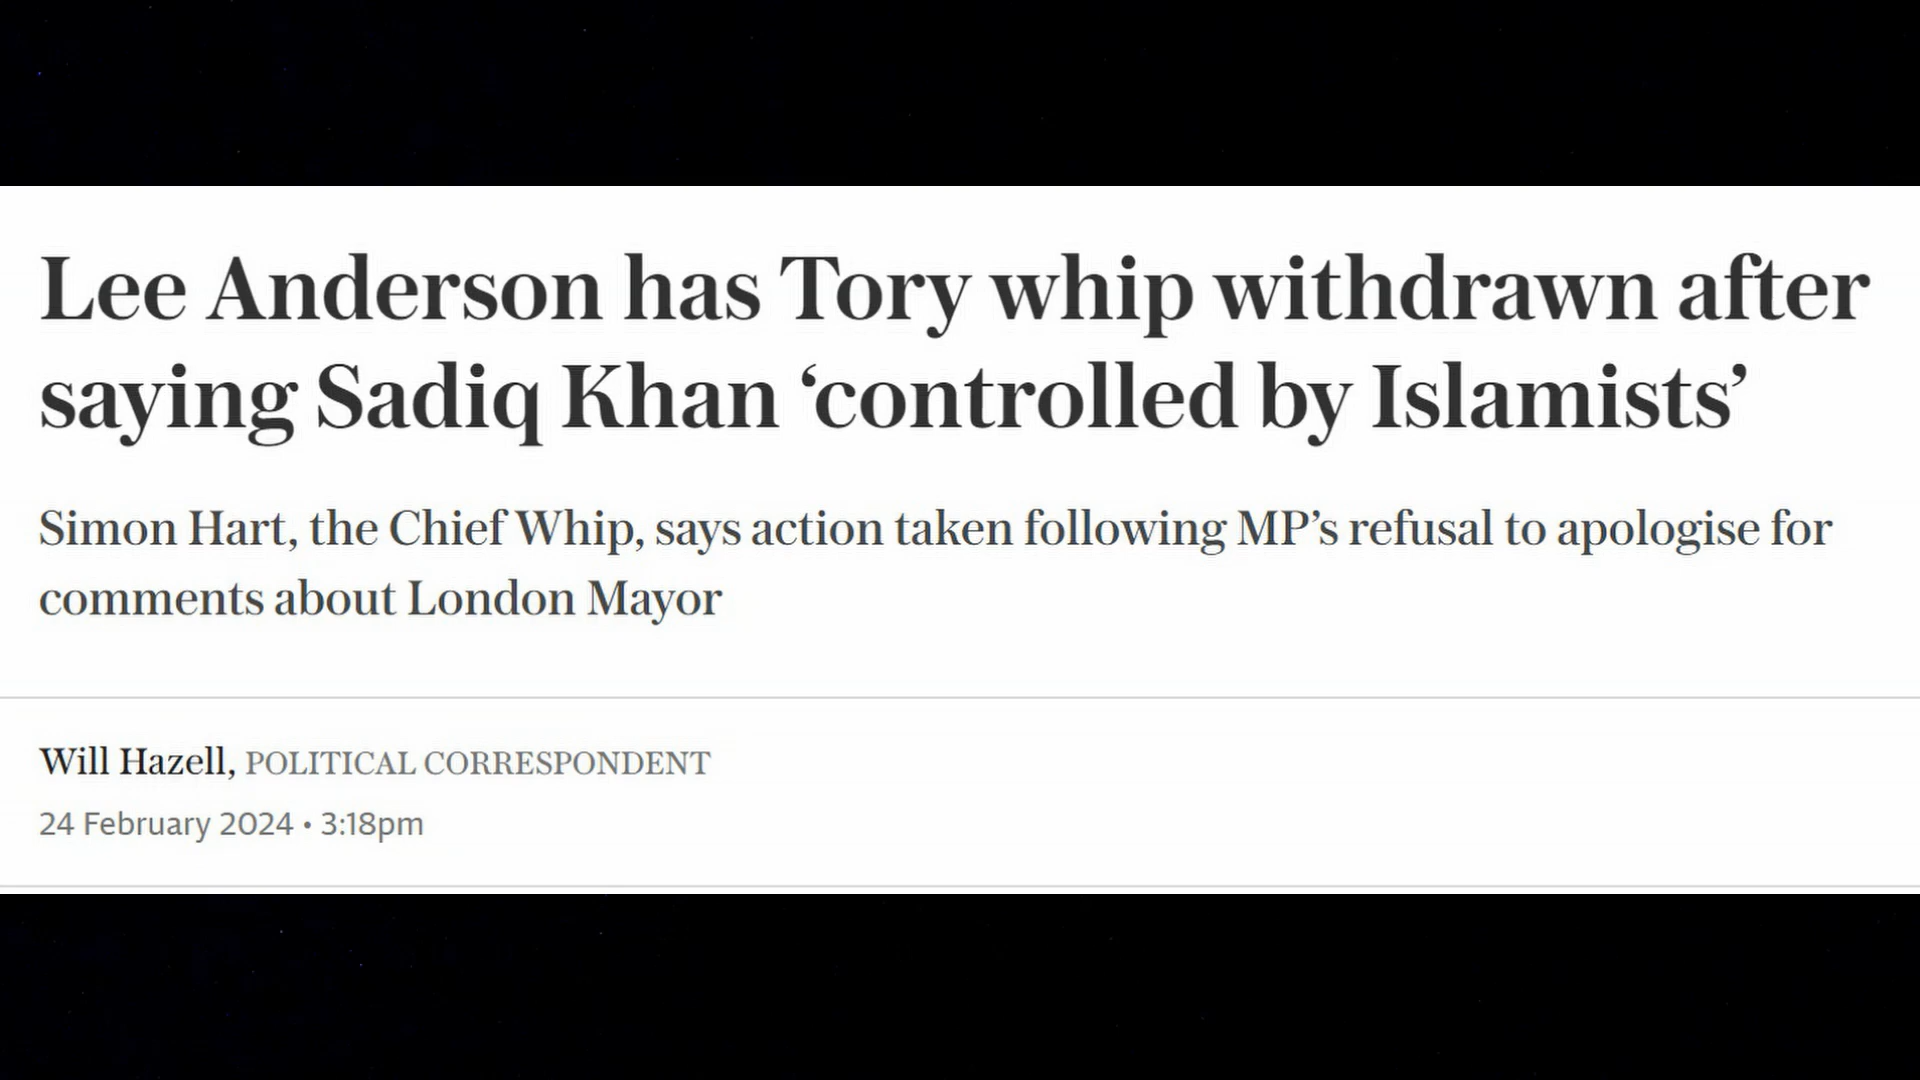 Lee Anderson has Tory whip withdrawn after
saying Sadiq Khan ‘controlled by Islamists’
Simon Hart, the Chief Whip, says action taken following MP’s refusal to apologise for
comments about London Mayor
Will Hazell, POLITICAL CORRESPONDENT
24 February 2024 • 3:18pm